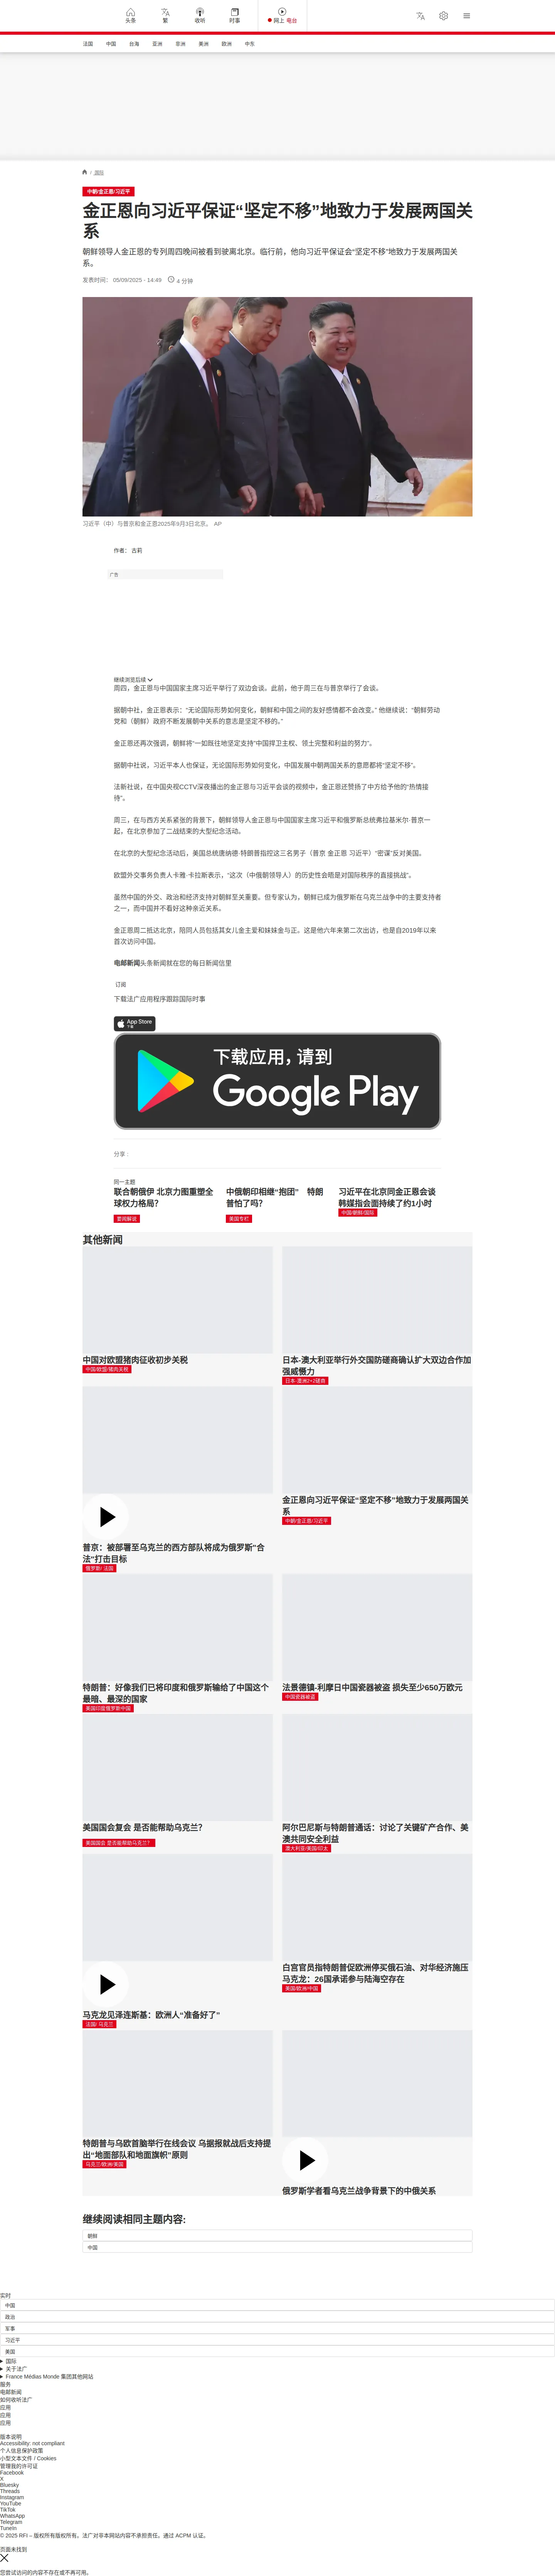 头条
繁
收听
时事
网上 电台
法国 中国 台海 亚洲 非洲 美洲 欧洲 中东
/ 国际
中朝/金正恩/习近平
金正恩向习近平保证“坚定不移”地致力于发展两国关
系
朝鲜领导人金正恩的专列周四晚间被看到驶离北京。临行前，他向习近平保证会“坚定不移”地致力于发展两国关
系。
发表时间： 05/09/2025 - 14:49 4 分钟
习近平（中）与普京和金正恩2025年9月3日北京。 AP
作者： 古莉
广告
继续浏览后续
周四，金正恩与中国国家主席习近平举行了双边会谈。此前，他于周三在与普京举行了会谈。
据朝中社，金正恩表示：“无论国际形势如何变化，朝鲜和中国之间的友好感情都不会改变。” 他继续说：“朝鲜劳动
党和（朝鲜）政府不断发展朝中关系的意志是坚定不移的。”
金正恩还再次强调，朝鲜将“一如既往地坚定支持”中国捍卫主权、领土完整和利益的努力”。
据朝中社说，习近平本人也保证，无论国际形势如何变化，中国发展中朝两国关系的意愿都将“坚定不移”。
法新社说，在中国央视CCTV深夜播出的金正恩与习近平会谈的视频中，金正恩还赞扬了中方给予他的“热情接
待”。
周三，在与西方关系紧张的背景下，朝鲜领导人金正恩与中国国家主席习近平和俄罗斯总统弗拉基米尔·普京一
起，在北京参加了二战结束的大型纪念活动。
在北京的大型纪念活动后，美国总统唐纳德·特朗普指控这三名男子（普京 金正恩 习近平）“密谋”反对美国。
欧盟外交事务负责人卡雅·卡拉斯表示，“这次（中俄朝领导人）的历史性会晤是对国际秩序的直接挑战”。
虽然中国的外交、政治和经济支持对朝鲜至关重要。但专家认为，朝鲜已成为俄罗斯在乌克兰战争中的主要支持者
之一，而中国并不看好这种亲近关系。
金正恩周二抵达北京，陪同人员包括其女儿金主爱和妹妹金与正。这是他六年来第二次出访，也是自2019年以来
首次访问中国。
电邮新闻头条新闻就在您的每日新闻信里
订阅
下载法广应用程序跟踪国际时事
App Store
下载
下载应用，请到
Google Play
分享 :
同一主题
联合朝俄伊 北京力图重塑全
球权力格局？
要闻解说
中俄朝印相继“抱团” 特朗
普怕了吗？
美国专栏
习近平在北京同金正恩会谈
韩媒指会面持续了约1小时
中国/朝鲜/国际
其他新闻
中国对欧盟猪肉征收初步关税
中国/欧盟/猪肉关税
日本-澳大利亚举行外交国防磋商确认扩大双边合作加
强威慑力
日本-澳洲2+2磋商
普京：被部署至乌克兰的西方部队将成为俄罗斯“合
法”打击目标
俄罗斯/ 法国
金正恩向习近平保证“坚定不移”地致力于发展两国关
系
中朝/金正恩/习近平
特朗普：好像我们已将印度和俄罗斯输给了中国这个
最暗、最深的国家
美国印度俄罗斯中国
法景德镇-利摩日中国瓷器被盗 损失至少650万欧元
中国瓷器被盗
美国国会复会 是否能帮助乌克兰？
美国国会 是否能帮助乌克兰？
阿尔巴尼斯与特朗普通话：讨论了关键矿产合作、美
澳共同安全利益
澳大利亚/美国/印太
马克龙见泽连斯基：欧洲人“准备好了”
法国/ 乌克兰
白宫官员指特朗普促欧洲停买俄石油、对华经济施压
马克龙：26国承诺参与陆海空存在
美国/欧洲/中国
特朗普与乌欧首脑举行在线会议 乌据报就战后支持提
出“地面部队和地面旗帜”原则
乌克兰/欧洲/美国
俄罗斯学者看乌克兰战争背景下的中俄关系
继续阅读相同主题内容:
朝鲜
中国
实时
中国
政治
军事
习近平
美国
国际
关于法广
France Médias Monde 集团其他网站
服务
电邮新闻
如何收听法广
应用
应用
应用
版本说明
Accessibility: not compliant
个人信息保护政策
小型文本文件 / Cookies
管理我的许可证
Facebook
X
Bluesky
Threads
Instagram
YouTube
TikTok
WhatsApp
Telegram
TuneIn
© 2025 RFI – 版权所有版权所有。法广对非本网站内容不承担责任。通过 ACPM 认证。
页面未找到
您尝试访问的内容不存在或不再可用。